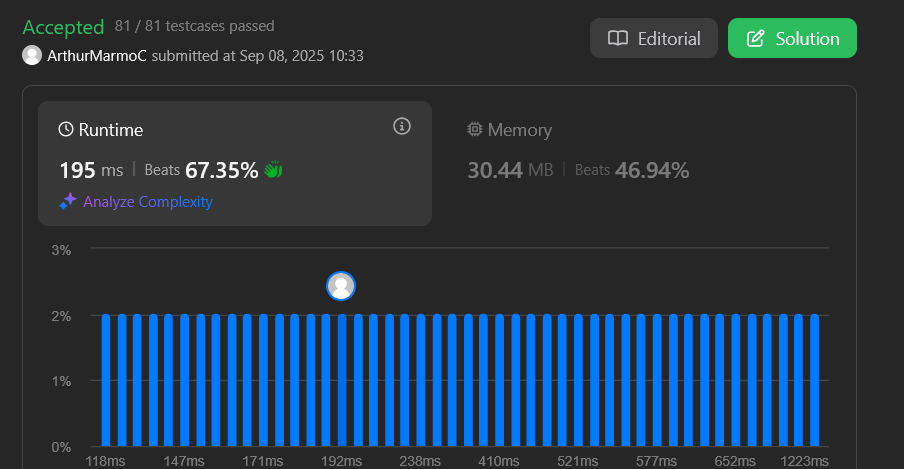 Accepted 81 / 81 testcases passed
ArthurMarmoC submitted at Sep 08, 2025 10:33
Editorial
Solution
Runtime
195 ms | Beats 67.35%
Analyze Complexity
Memory
30.44 MB | Beats 46.94%
3%
2%
1%
0%
118ms 147ms 171ms 192ms 238ms 410ms 521ms 577ms 652ms 1223ms